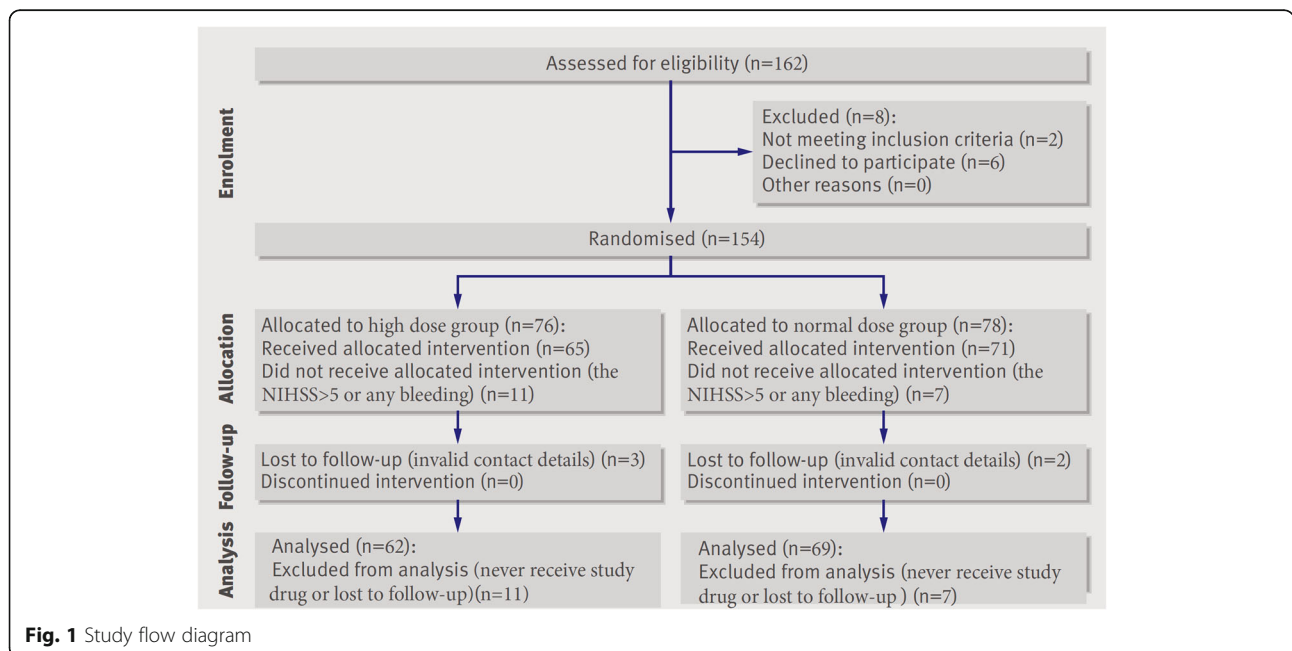 Enrolment
Assessed for eligibility (n=162)
Excluded (n=8):
Not meeting inclusion criteria (n=2)
Declined to participate (n=6)
Other reasons (n=0)
Randomised (n=154)
Allocation
Allocated to high dose group (n=76):
Received allocated intervention (n=65)
Did not receive allocated intervention (the
NIHSS>5 or any bleeding) (n=11)
Allocated to normal dose group (n=78):
Received allocated intervention (n=71)
Did not receive allocated intervention (the
NIHSS>5 or any bleeding) (n=7)
Follow-up
Lost to follow-up (invalid contact details) (n=3)
Discontinued intervention (n=0)
Lost to follow-up (invalid contact details) (n=2)
Discontinued intervention (n=0)
Analysis
Analysed (n=62):
Excluded from analysis (never receive study
drug or lost to follow-up)(n=11)
Analysed (n=69):
Excluded from analysis (never receive study
drug or lost to follow-up ) (n=7)
Fig. 1 Study flow diagram